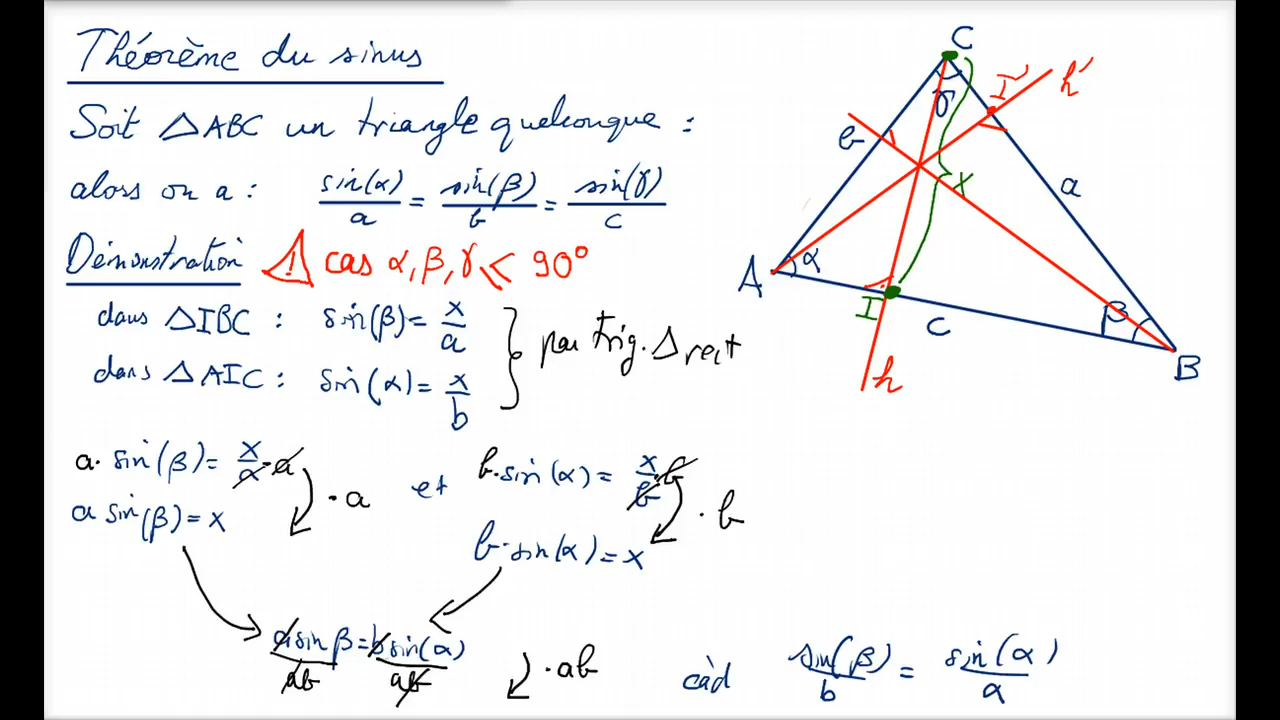 Théorème du sinus
Soit △ABC un triangle quelconque :
aloss on a : sin(α)/a = sin(β)/b = sin(γ)/c
Démonstration ⚠ cas α, β, γ < 90°
dans △IBC : sin(β) = x/a
dans △AIC : sin(α) = x/b
} par trig. △rect
a· sin(β) = x/a · a et b· sin(α) = x/b · b
· a
· b
a sin(β) = x
b· sin(α) = x
a sin β/ab = b sin(α)/ab
· ab
càd sin(β)/b = sin(α)/a
C
I'
h'
γ
b
x
a
A
α
I
c
β
B
h